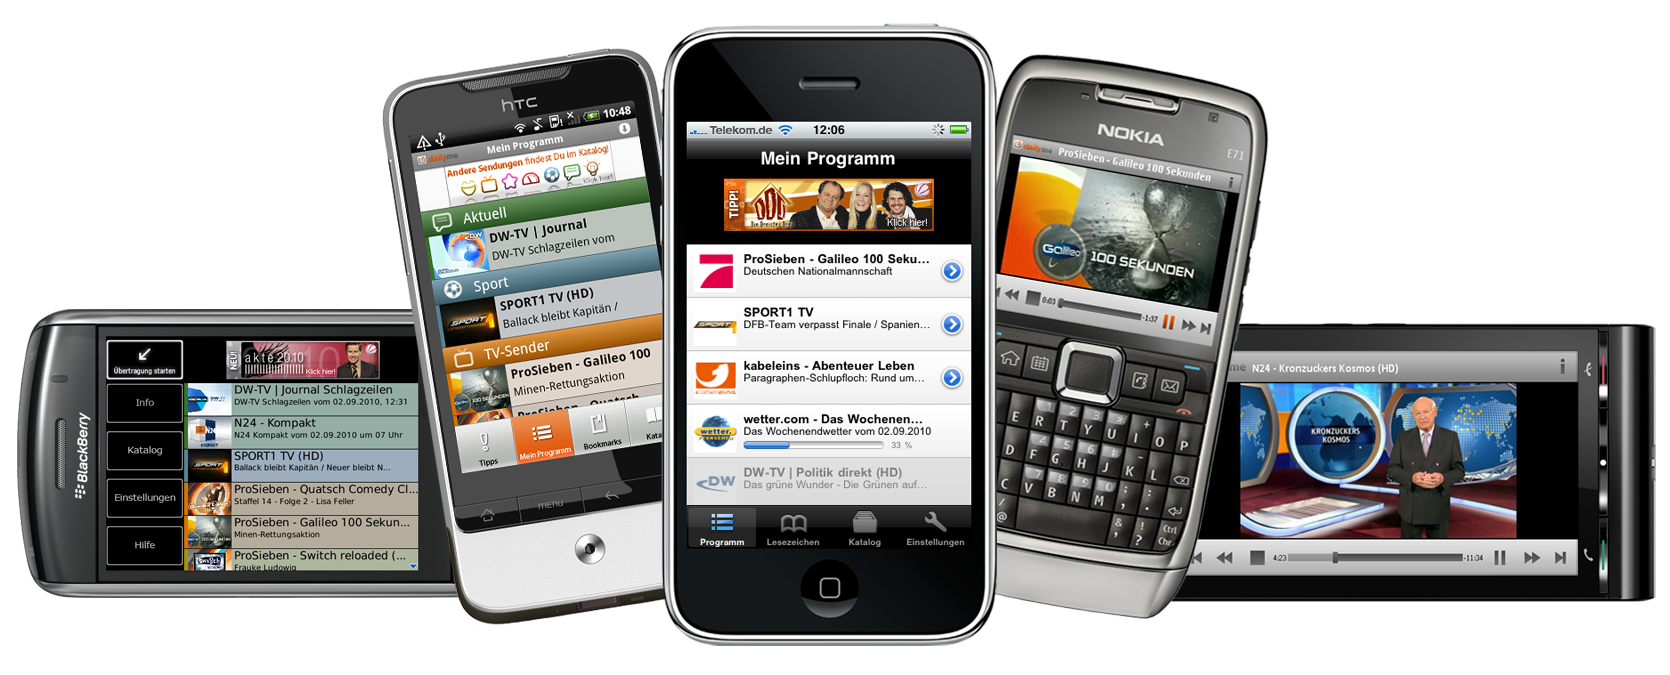 BlackBerry
Übertragung starten
Info
Katalog
Einstellungen
Hilfe
NEU!
akte 20.10
Klick hier!
DW-TV | Journal Schlagzeilen
DW-TV Schlagzeilen vom 02.09.2010, 12:31
N24 - Kompakt
N24 Kompakt vom 02.09.2010 um 07 Uhr
SPORT1 TV (HD)
Ballack bleibt Kapitän / Neuer bleibt N...
ProSieben - Quatsch Comedy Cl...
Staffel 14 - Folge 2 - Lisa Feller
ProSieben - Galileo 100 Sekun...
Minen-Rettungsaktion
ProSieben - Switch reloaded (...
Frauke Ludowig
hTC
10:48
Mein Programm
dailyme
Andere Sendungen findest Du im Katalog!
Klick hier!
Aktuell
DW-TV | Journal
DW-TV Schlagzeilen vom
Sport
SPORT1 TV (HD)
Ballack bleibt Kapitän /
TV-Sender
ProSieben - Galileo 100
Minen-Rettungsaktion
ProSieben - Quatsch
Tipps
Mein Programm
Bookmarks
Kata
MENU
Telekom.de
12:06
Mein Programm
TIPP!
Klick hier!
ProSieben - Galileo 100 Seku...
Deutschen Nationalmannschaft
SPORT1 TV
DFB-Team verpasst Finale / Spanien...
kabeleins - Abenteuer Leben
Paragraphen-Schlupfloch: Rund um...
wetter.com - Das Wochenen...
Das Wochenendwetter vom 02.09.2010
33 %
DW-TV | Politik direkt (HD)
Das grüne Wunder - Die Grünen auf...
Programm
Lesezeichen
Katalog
Einstellungen
NOKIA
E71
dailyme
ProSieben - Galileo 100 Sekunden
Galileo
100 SEKUNDEN
0:03
-1:37
E R T Y U I O P
D F G H J K L
C V B N M
Ctrl
Chr.
me
N24 - Kronzuckers Kosmos (HD)
KRONZUCKERS
KOSMOS
4:23
-11:34